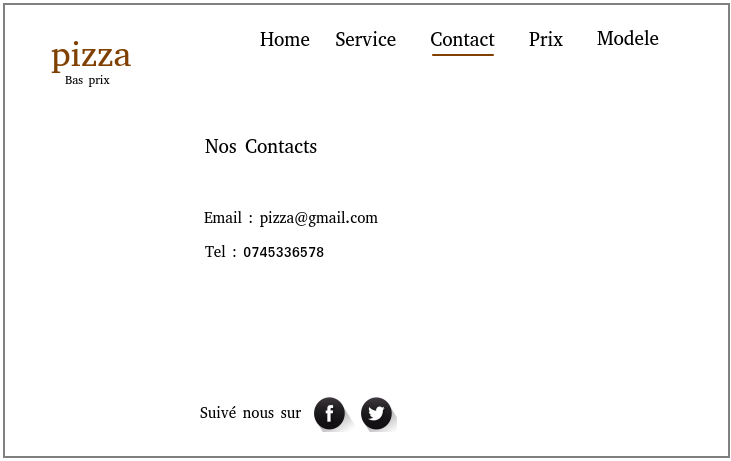 pizza
Bas prix
Home Service Contact Prix Modele
Nos Contacts
Email : pizza@gmail.com
Tel : 0745336578
Suivé nous sur